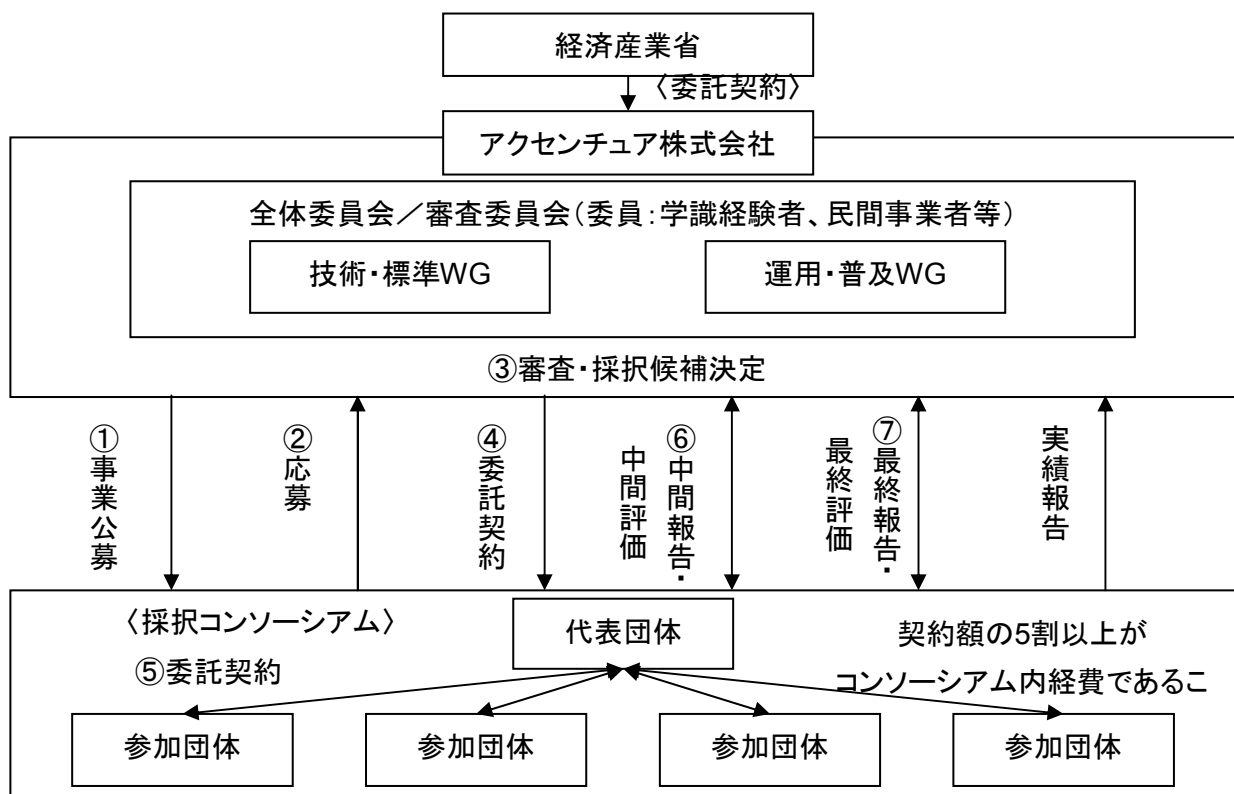 経済産業省
〈委託契約〉
アクセンチュア株式会社
全体委員会／審査委員会(委員：学識経験者、民間事業者等)
技術・標準WG
運用・普及WG
③審査・採択候補決定
①事業公募
②応募
④委託契約
⑥中間報告・
中間評価
⑦最終報告・
最終評価
実績報告
〈採択コンソーシアム〉
代表団体
契約額の5割以上が
コンソーシアム内経費であるこ
⑤委託契約
参加団体
参加団体
参加団体
参加団体